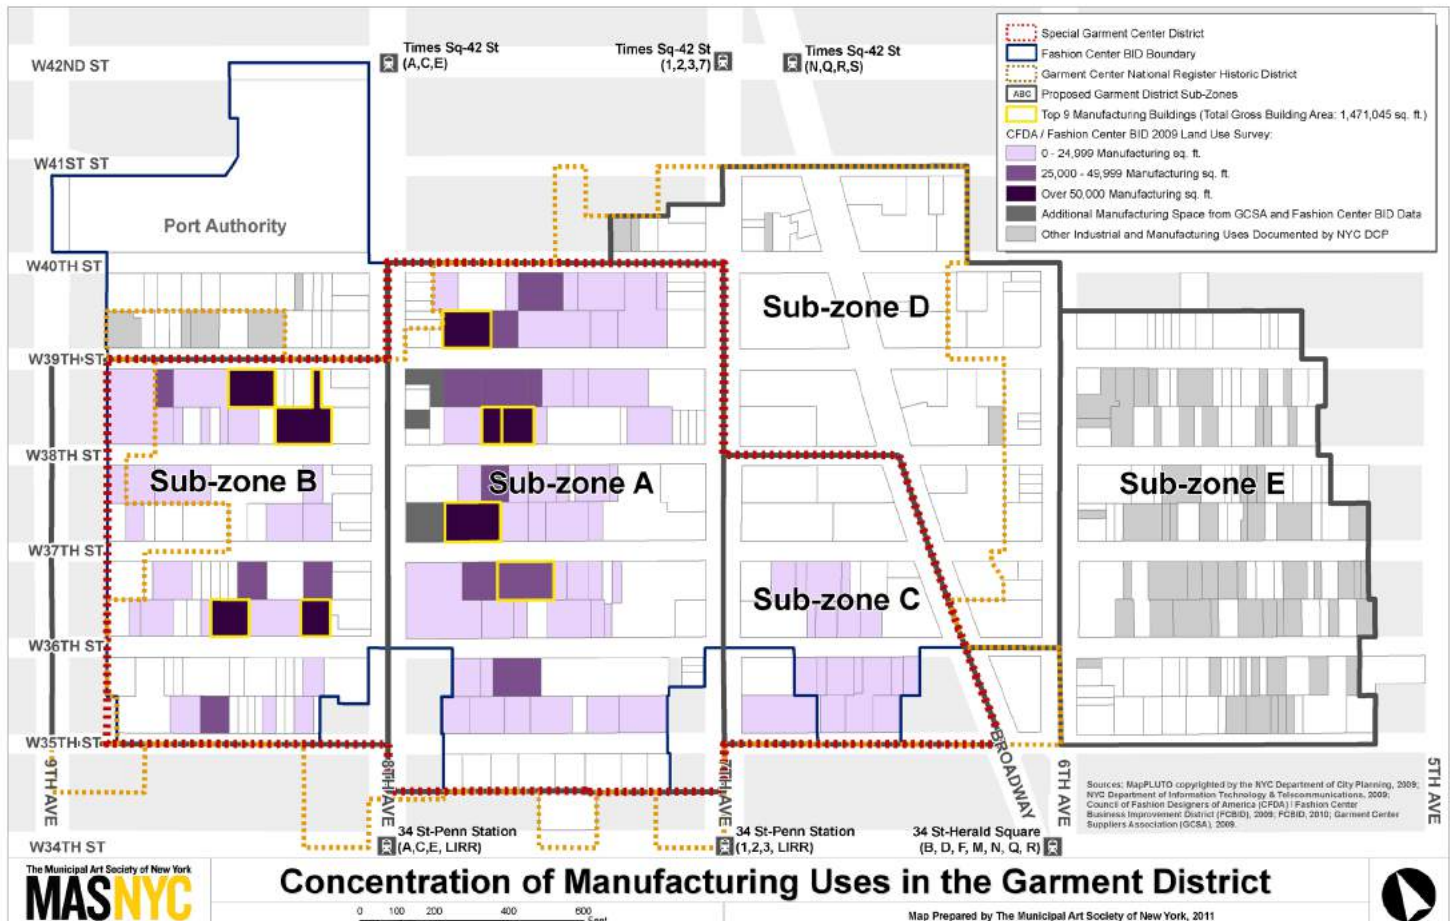 Times Sq-42 St
(A,C,E)
Times Sq-42 St
(1,2,3,7)
Times Sq-42 St
(N,Q,R,S)
Special Garment Center District
Fashion Center BID Boundary
Garment Center National Register Historic District
ABC Proposed Garment District Sub-Zones
Top 9 Manufacturing Buildings (Total Gross Building Area: 1,471,045 sq. ft.)
CFDA / Fashion Center BID 2009 Land Use Survey:
0 - 24,999 Manufacturing sq. ft.
25,000 - 49,999 Manufacturing sq. ft.
Over 50,000 Manufacturing sq. ft.
Additional Manufacturing Space from GCSA and Fashion Center BID Data
Other Industrial and Manufacturing Uses Documented by NYC DCP
W42ND ST
W41ST ST
Port Authority
W40TH ST
Sub-zone D
W39TH ST
W38TH ST
Sub-zone B
Sub-zone A
Sub-zone E
W37TH ST
Sub-zone C
W36TH ST
W35TH ST
9TH AVE
8TH AVE
7TH AVE
BROADWAY
6TH AVE
5TH AVE
Sources: MapPLUTO copyrighted by the NYC Department of City Planning, 2009;
NYC Department of Information Technology & Telecommunications, 2009;
Council of Fashion Designers of America (CFDA) | Fashion Center
Business Improvement District (FCBID), 2009; FCBID, 2010; Garment Center
Suppliers Association (GCSA), 2009.
W34TH ST
34 St-Penn Station
(A,C,E, LIRR)
34 St-Penn Station
(1,2,3, LIRR)
34 St-Herald Square
(B, D, F, M, N, Q, R)
The Municipal Art Society of New York
MASNYC
Concentration of Manufacturing Uses in the Garment District
0 100 200 400 600
Feet
Map Prepared by The Municipal Art Society of New York, 2011